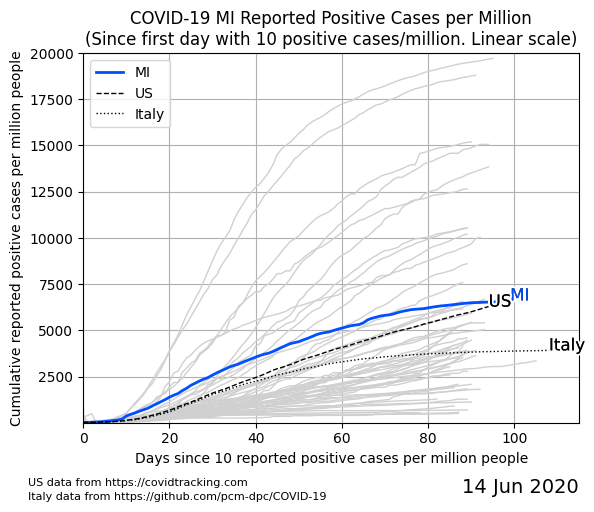 COVID-19 MI Reported Positive Cases per Million
(Since first day with 10 positive cases/million. Linear scale)
Cumulative reported positive cases per million people
20000
17500
15000
12500
10000
7500
5000
2500
MI
US
Italy
US MI
Italy
0 20 40 60 80 100
Days since 10 reported positive cases per million people
US data from https://covidtracking.com
Italy data from https://github.com/pcm-dpc/COVID-19
14 Jun 2020